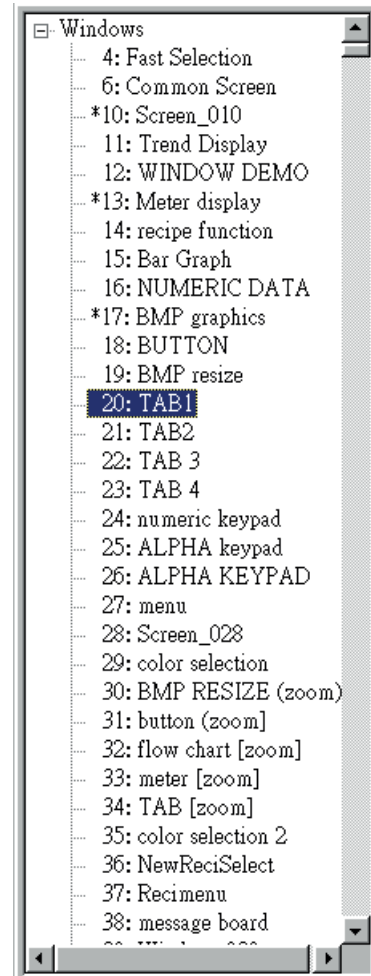 Windows
4: Fast Selection
6: Common Screen
*10: Screen_010
11: Trend Display
12: WINDOW DEMO
*13: Meter display
14: recipe function
15: Bar Graph
16: NUMERIC DATA
*17: BMP graphics
18: BUTTON
19: BMP resize
20: TAB1
21: TAB2
22: TAB 3
23: TAB 4
24: numeric keypad
25: ALPHA keypad
26: ALPHA KEYPAD
27: menu
28: Screen_028
29: color selection
30: BMP RESIZE (zoom)
31: button (zoom]
32: flow chart [zoom]
33: meter [zoom]
34: TAB [zoom]
35: color selection 2
36: NewReciSelect
37: Recimenu
38: message board